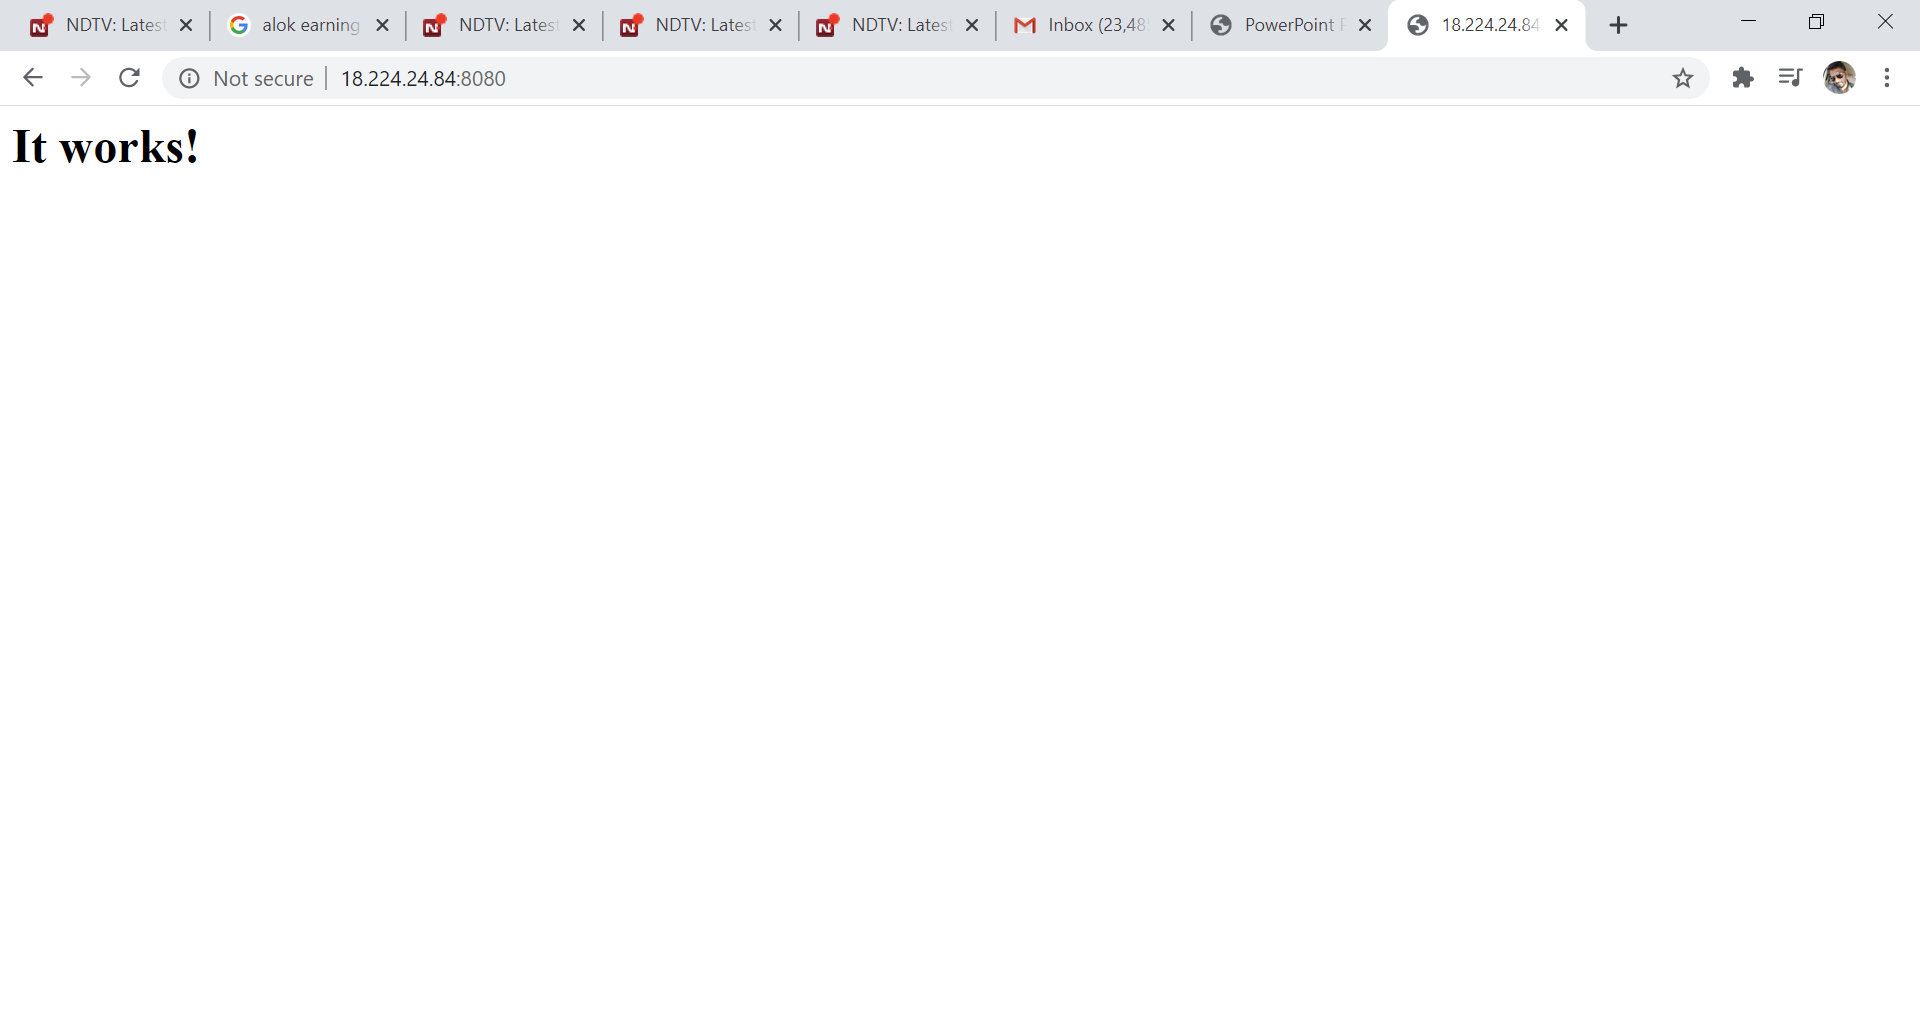 NDTV: Latest
alok earning
NDTV: Latest
NDTV: Latest
NDTV: Latest
Inbox (23,48
PowerPoint
18.224.24.84
Not secure
18.224.24.84:8080
It works!